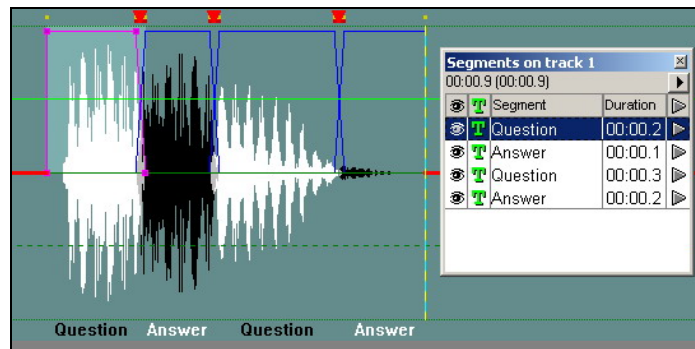 Segments on track 1
00:00.9 (00:00.9)
T Segment Duration
T Question 00:00.2
T Answer 00:00.1
T Question 00:00.3
T Answer 00:00.2
Question Answer Question Answer